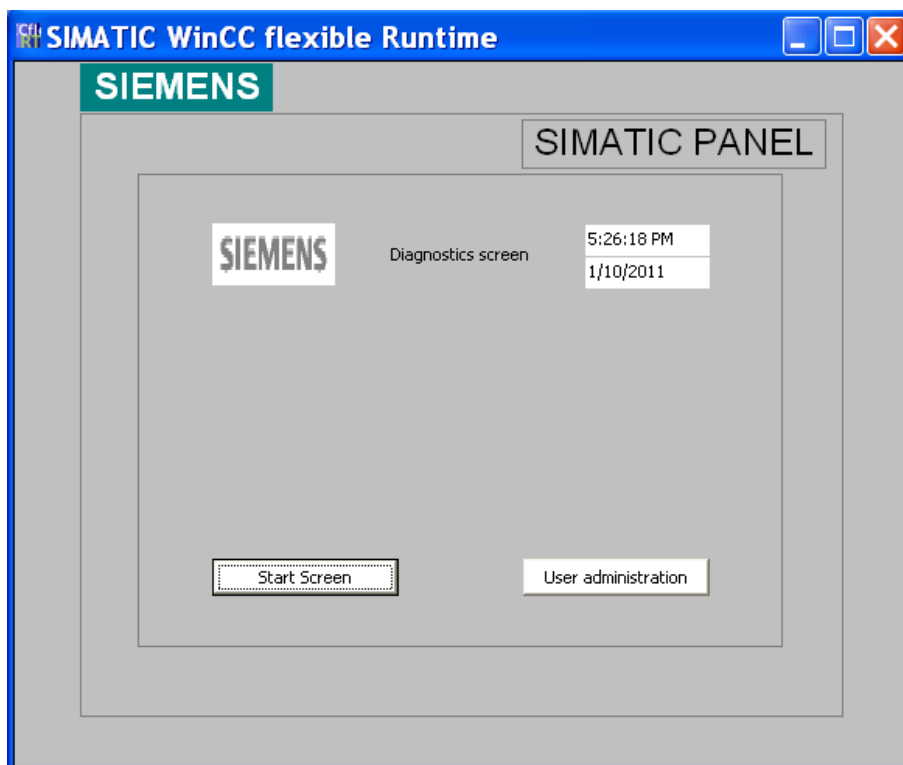 SIMATIC WinCC flexible Runtime
SIEMENS
SIMATIC PANEL
SIEMENS
Diagnostics screen
5:26:18 PM
1/10/2011
Start Screen
User administration